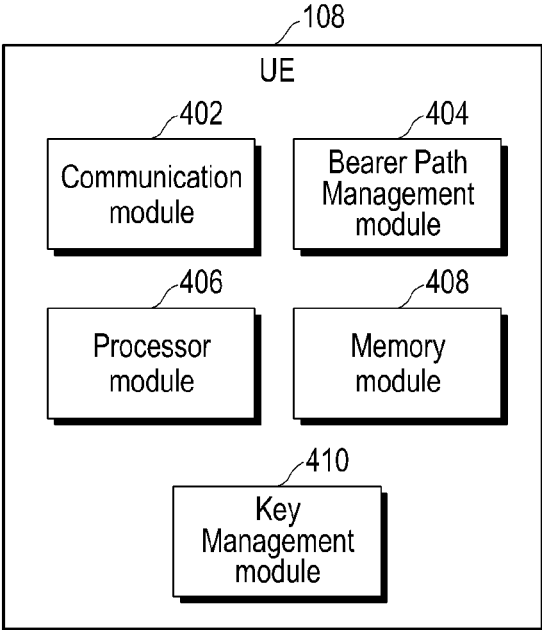 108
UE
402
Communication
module
404
Bearer Path
Management
module
406
Processor
module
408
Memory
module
410
Key
Management
module